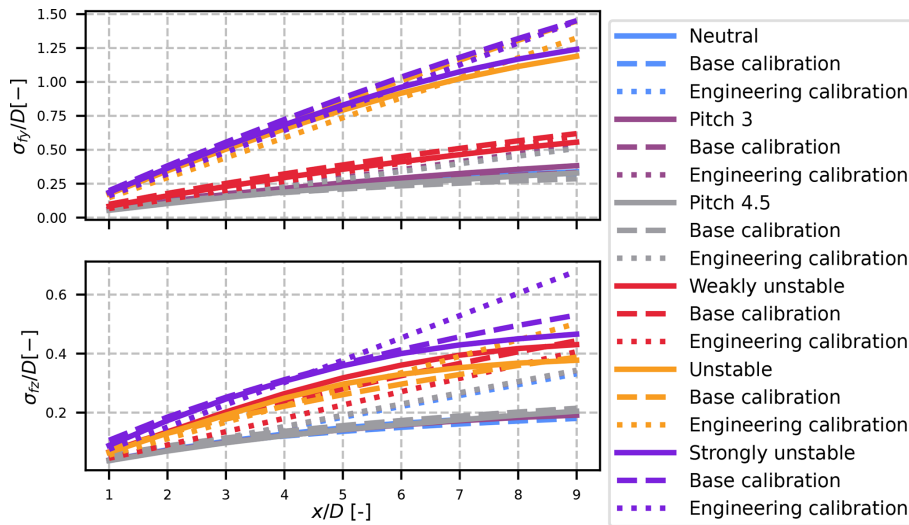 1.50
1.25
1.00
0.75
0.50
0.25
0.00
σfy/D[−]
0.6
0.4
0.2
σfz/D[−]
1 2 3 4 5 6 7 8 9
x/D [-]
Neutral
Base calibration
Engineering calibration
Pitch 3
Base calibration
Engineering calibration
Pitch 4.5
Base calibration
Engineering calibration
Weakly unstable
Base calibration
Engineering calibration
Unstable
Base calibration
Engineering calibration
Strongly unstable
Base calibration
Engineering calibration